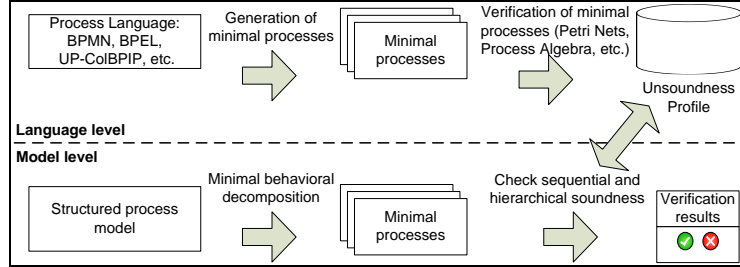 Process Language:
BPMN, BPEL,
UP-ColBPIP, etc.
Generation of
minimal processes
Minimal
processes
Verification of minimal
processes (Petri Nets,
Process Algebra, etc.)
Unsoundness
Profile
Language level
Model level
Structured process
model
Minimal behavioral
decomposition
Minimal
processes
Check sequential and
hierarchical soundness
Verification
results